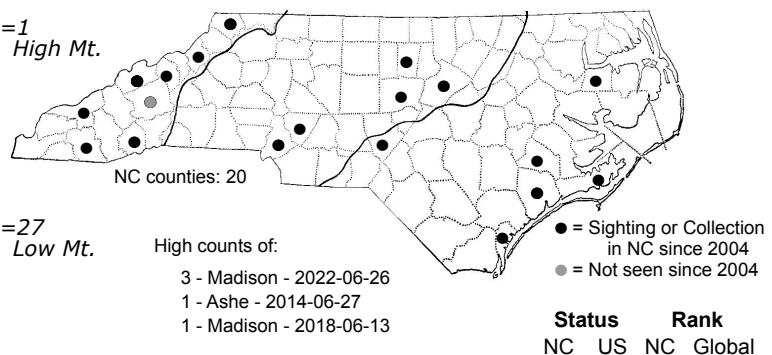 =1
High Mt.
NC counties: 20
=27
Low Mt.
High counts of:
3 - Madison - 2022-06-26
1 - Ashe - 2014-06-27
1 - Madison - 2018-06-13
● = Sighting or Collection
in NC since 2004
● = Not seen since 2004
Status Rank
NC US NC Global